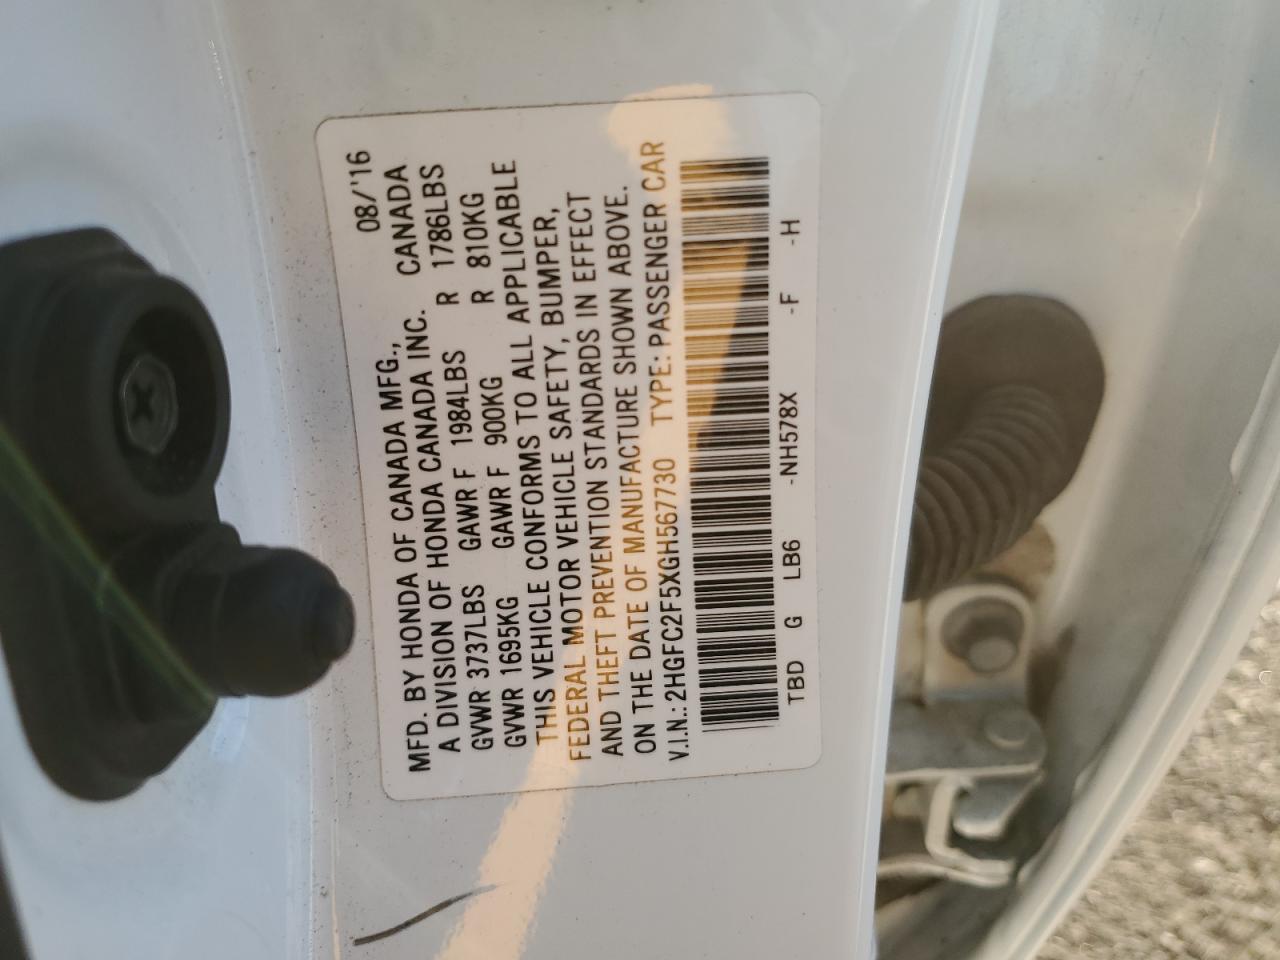 08/'16
MFD. BY HONDA OF CANADA MFG., CANADA
A DIVISION OF HONDA CANADA INC.
GVWR 3737LBS GAWR F 1984LBS R 1786LBS
GVWR 1695KG GAWR F 900KG R 810KG
THIS VEHICLE CONFORMS TO ALL APPLICABLE
FEDERAL MOTOR VEHICLE SAFETY, BUMPER,
AND THEFT PREVENTION STANDARDS IN EFFECT
ON THE DATE OF MANUFACTURE SHOWN ABOVE.
V.I.N.: 2HGFC2F5XGH567730 TYPE: PASSENGER CAR
TBD G LB6 -NH578X -F -H